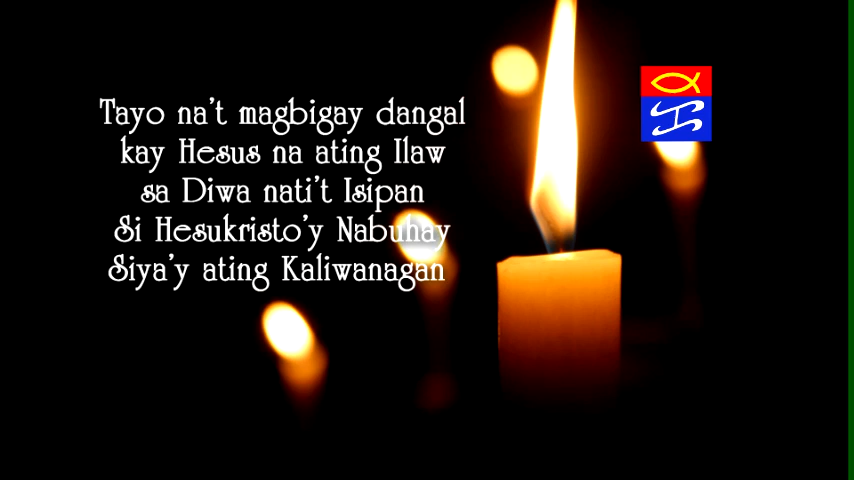 Tayo na't magbigay dangal
kay Hesus na ating Ilaw
sa Diwa nati't Isipan
Si Hesukristo'y Nabuhay
Siya'y ating Kaliwanagan